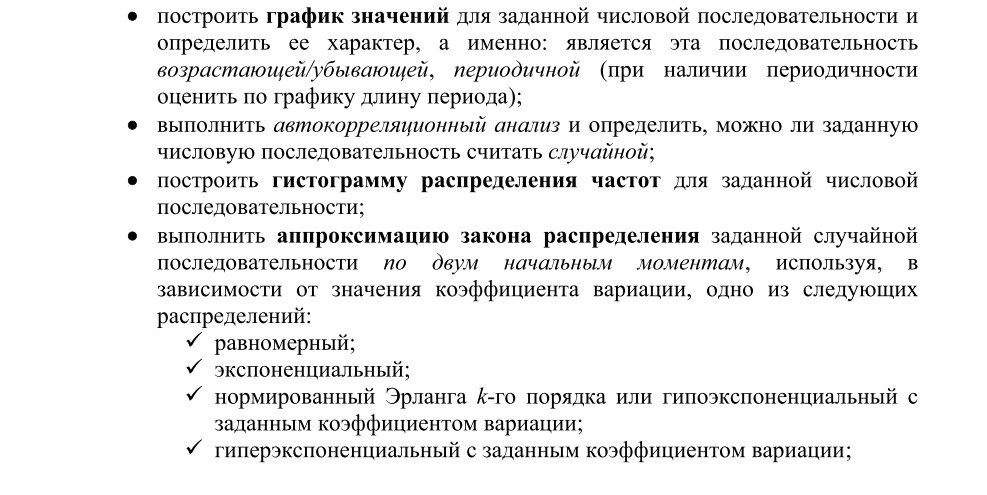 • построить график значений для заданной числовой последовательности и
определить ее характер, а именно: является эта последовательность
возрастающей/убывающей, периодичной (при наличии периодичности
оценить по графику длину периода);
• выполнить автокорреляционный анализ и определить, можно ли заданную
числовую последовательность считать случайной;
• построить гистограмму распределения частот для заданной числовой
последовательности;
• выполнить аппроксимацию закона распределения заданной случайной
последовательности по двум начальным моментам, используя, в
зависимости от значения коэффициента вариации, одно из следующих
распределений:
✓ равномерный;
✓ экспоненциальный;
✓ нормированный Эрланга k-го порядка или гипоэкспоненциальный с
заданным коэффициентом вариации;
✓ гиперэкспоненциальный с заданным коэффициентом вариации;